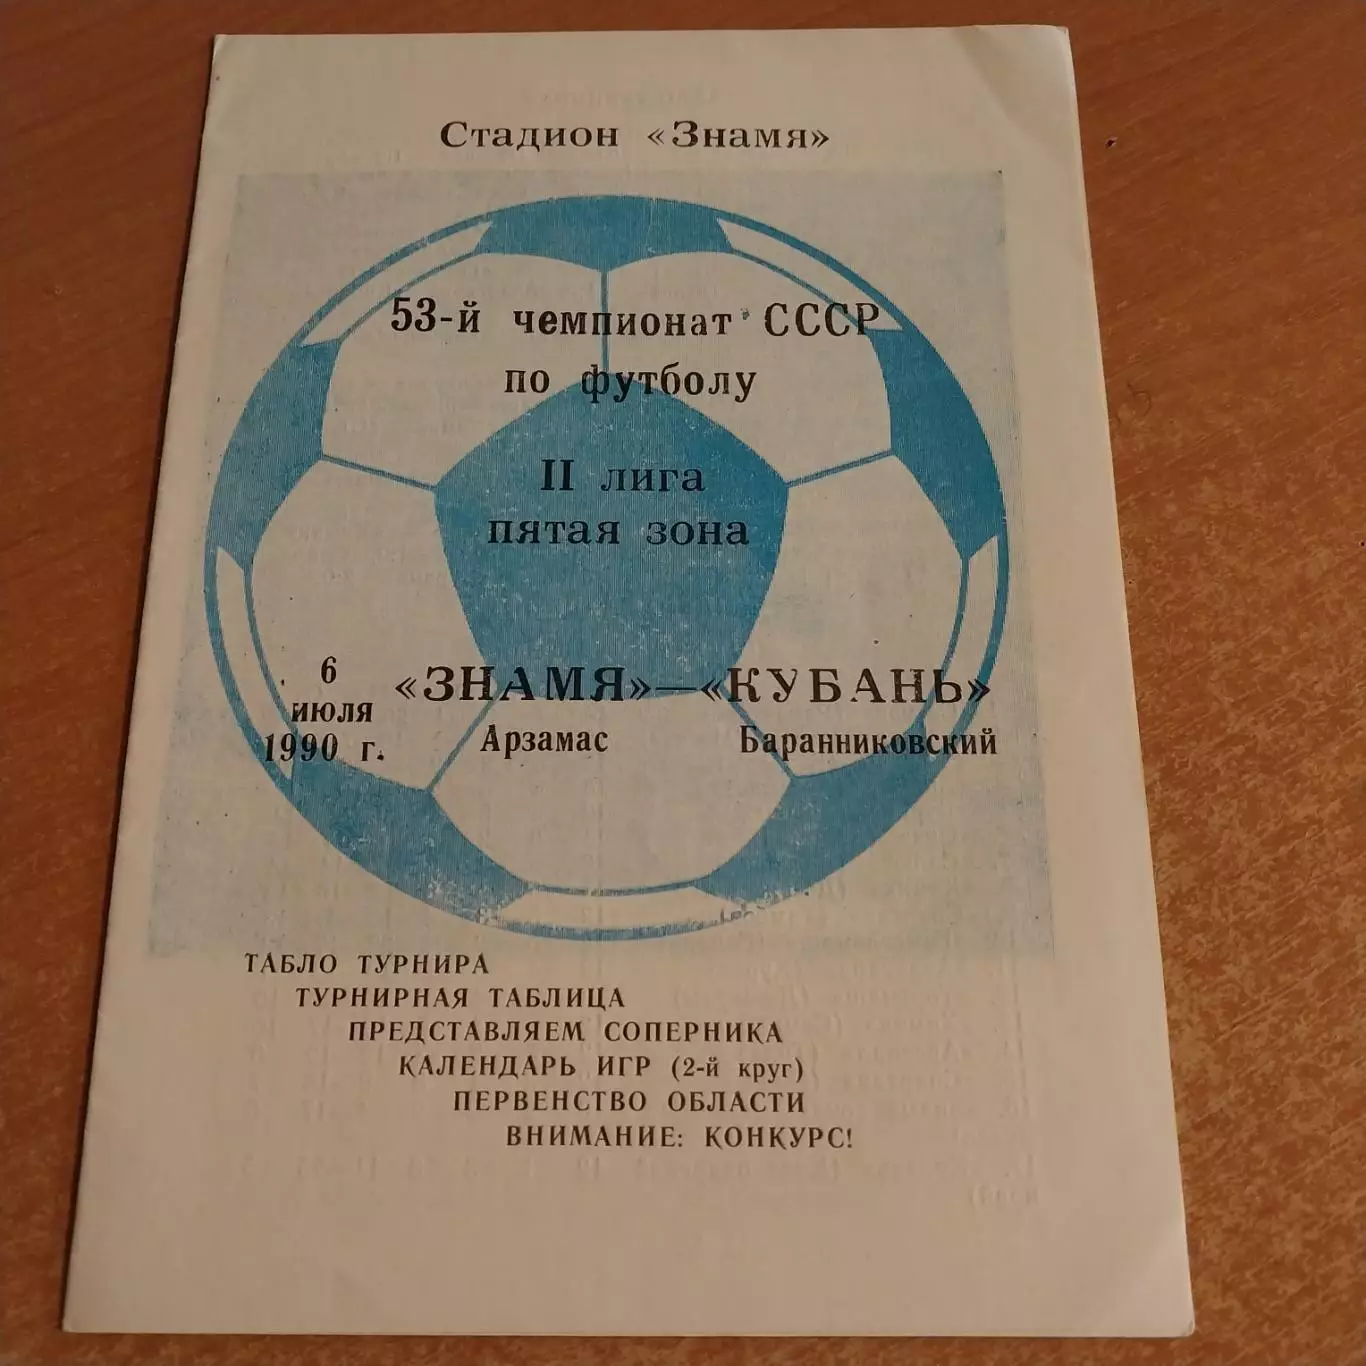 Стадион «Знамя»
53-й чемпионат СССР
по футболу
II лига
пятая зона
6
июля
1990 г.
«ЗНАМЯ»—«КУБАНЬ»
Арзамас
Баранниковский
ТАБЛО ТУРНИРА
ТУРНИРНАЯ ТАБЛИЦА
ПРЕДСТАВЛЯЕМ СОПЕРНИКА
КАЛЕНДАРЬ ИГР (2-й круг)
ПЕРВЕНСТВО ОБЛАСТИ
ВНИМАНИЕ: КОНКУРС!